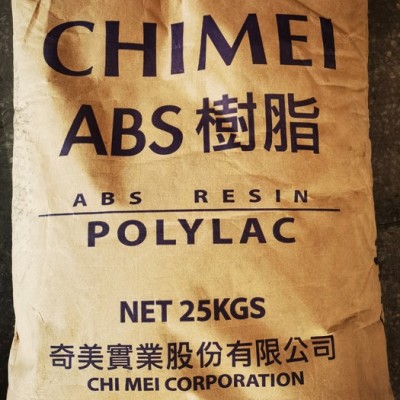 CHIMEI
ABS 樹脂
ABS RESIN
POLYLAC
NET 25KGS
奇美實業股份有限公司
CHI MEI CORPORATION